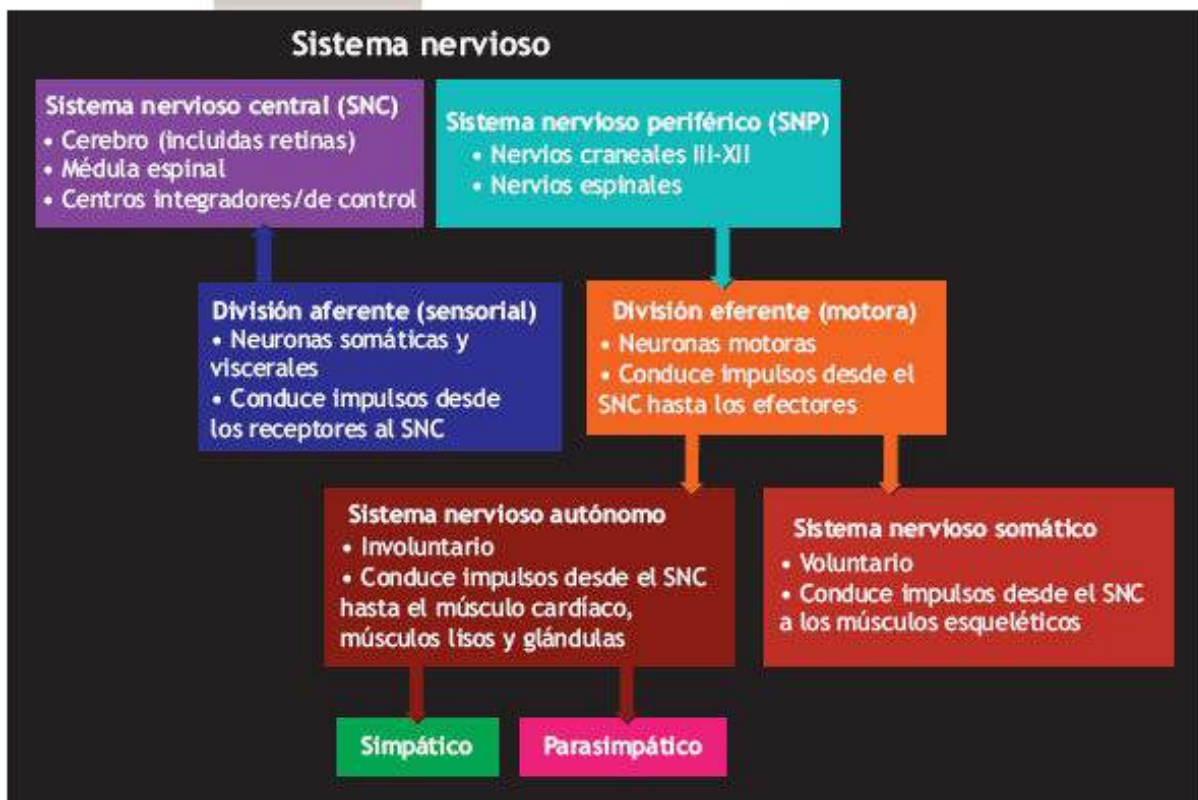 Sistema nervioso
Sistema nervioso central (SNC)
• Cerebro (incluidas retinas)
• Médula espinal
• Centros integradores/de control
Sistema nervioso periférico (SNP)
• Nervios craneales III-XII
• Nervios espinales
División aferente (sensorial)
• Neuronas somáticas y
viscerales
• Conduce impulsos desde
los receptores al SNC
División eferente (motora)
• Neuronas motoras
• Conduce impulsos desde el
SNC hasta los efectores
Sistema nervioso autónomo
• Involuntario
• Conduce impulsos desde el SNC
hasta el músculo cardíaco,
músculos lisos y glándulas
Sistema nervioso somático
• Voluntario
• Conduce impulsos desde el SNC
a los músculos esqueléticos
Simpático
Parasimpático